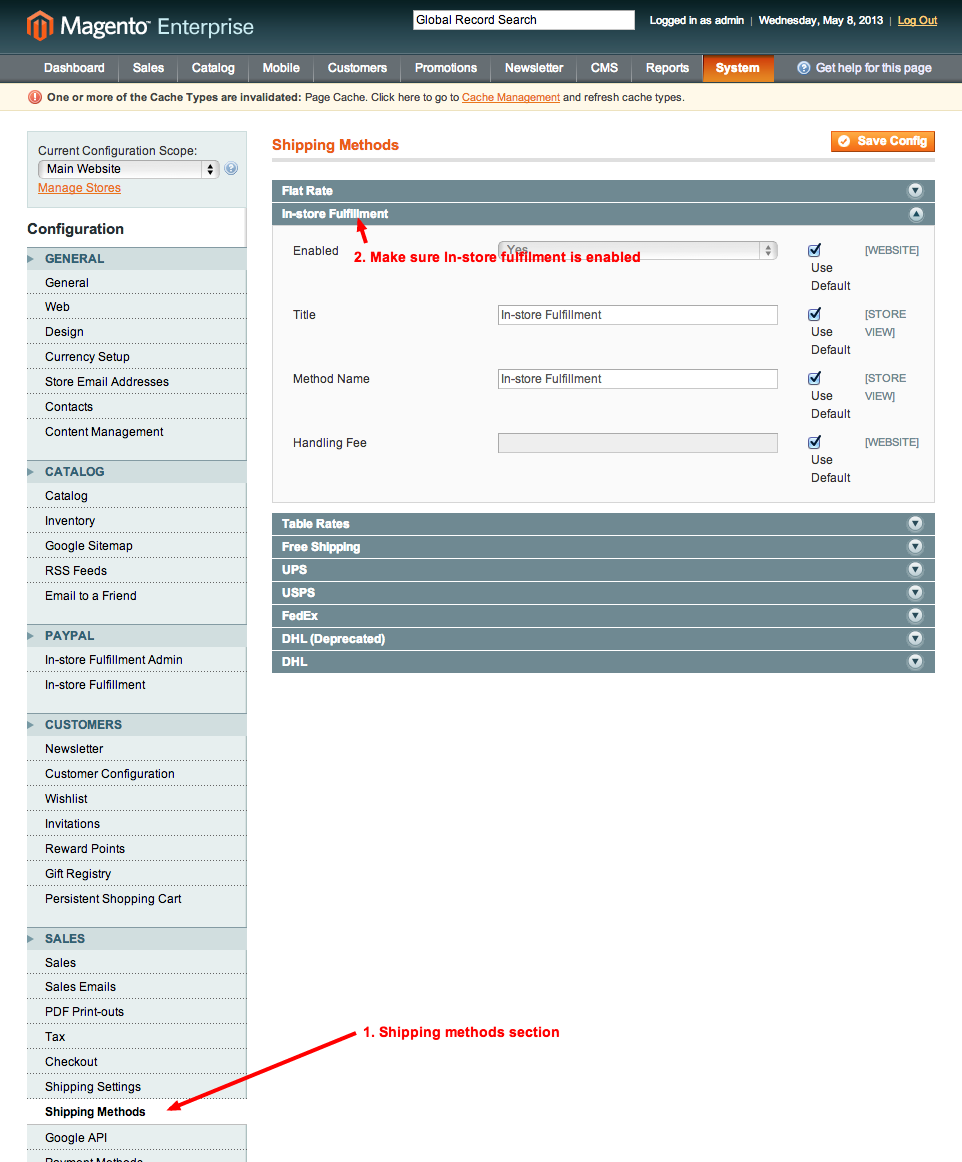 Magento Enterprise
Global Record Search
Logged in as admin | Wednesday, May 8, 2013 | Log Out
Dashboard Sales Catalog Mobile Customers Promotions Newsletter CMS Reports System Get help for this page
One or more of the Cache Types are invalidated: Page Cache. Click here to go to Cache Management and refresh cache types.
Current Configuration Scope:
Main Website
Manage Stores
Configuration
GENERAL
General
Web
Design
Currency Setup
Store Email Addresses
Contacts
Content Management
CATALOG
Catalog
Inventory
Google Sitemap
RSS Feeds
Email to a Friend
PAYPAL
In-store Fulfillment Admin
In-store Fulfillment
CUSTOMERS
Newsletter
Customer Configuration
Wishlist
Invitations
Reward Points
Gift Registry
Persistent Shopping Cart
SALES
Sales
Sales Emails
PDF Print-outs
Tax
Checkout
Shipping Settings
Shipping Methods
Google API
Payment Methods
Shipping Methods
Save Config
Flat Rate
In-store Fulfillment
Enabled
Yes
Use
Default
[WEBSITE]
2. Make sure In-store fulfilment is enabled
Title
In-store Fulfillment
Use
Default
[STORE
VIEW]
Method Name
In-store Fulfillment
Use
Default
[STORE
VIEW]
Handling Fee
Use
Default
[WEBSITE]
Table Rates
Free Shipping
UPS
USPS
FedEx
DHL (Deprecated)
DHL
1. Shipping methods section